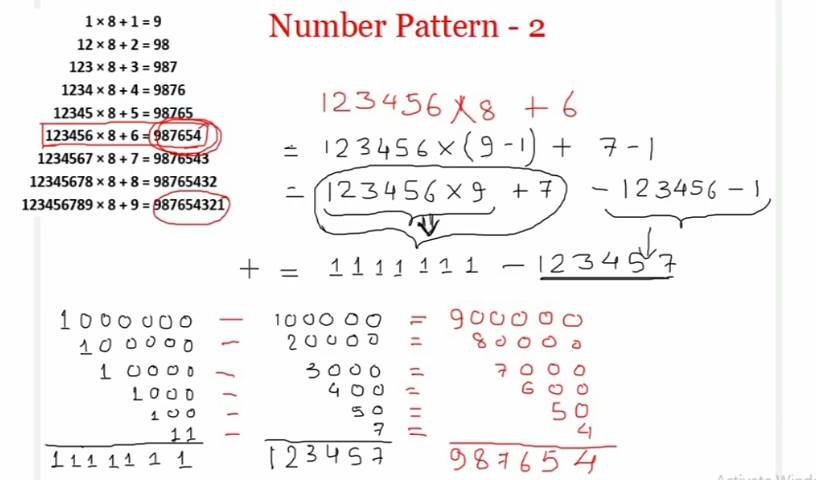 Number Pattern - 2
1 × 8 + 1 = 9
12 × 8 + 2 = 98
123 × 8 + 3 = 987
1234 × 8 + 4 = 9876
12345 × 8 + 5 = 98765
123456 × 8 + 6 = 987654
1234567 × 8 + 7 = 9876543
12345678 × 8 + 8 = 98765432
123456789 × 8 + 9 = 987654321
123456 × 8 + 6
= 123456 × (9 - 1) + 7 - 1
= 123456 × 9 + 7 - 123456 - 1
+ = 1111111 - 123457
1000000 - 100000 = 900000
100000 - 20000 = 80000
10000 - 3000 = 7000
1000 - 400 = 600
100 - 50 = 50
11 - 7 = 4
1111111 123457 987654
Activate Windo